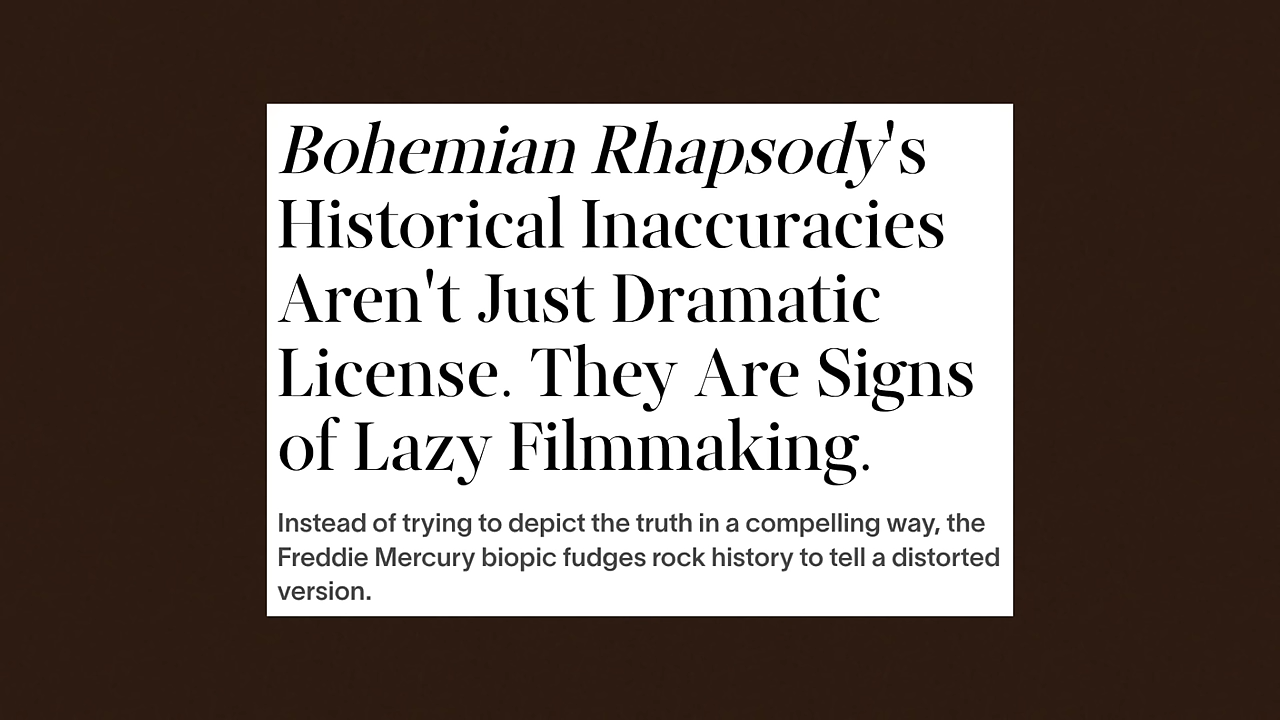 Bohemian Rhapsody's
Historical Inaccuracies
Aren't Just Dramatic
License. They Are Signs
of Lazy Filmmaking.
Instead of trying to depict the truth in a compelling way, the
Freddie Mercury biopic fudges rock history to tell a distorted
version.